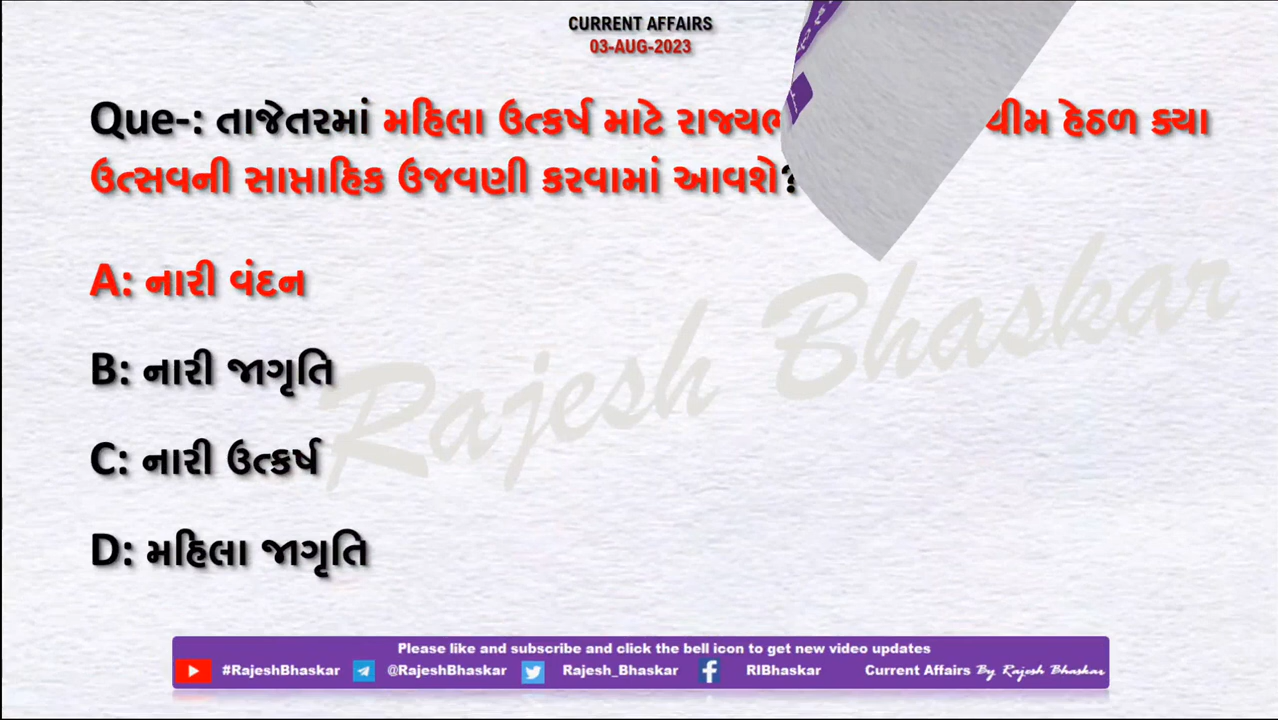 CURRENT AFFAIRS
03-AUG-2023
Que-: તાજેતરમાં મહિલા ઉત્કર્ષ માટે હેઠળ ક્યા
ઉત્સવની સાપ્તાહિક ઉજવણી કરવામાં આવશે?
A: નારી વંદન
B: નારી જાગૃતિ
C: નારી ઉત્કર્ષ
D: મહિલા જાગૃતિ
Rajesh Bhaskar
Please like and subscribe and click the bell icon to get new video updates
#RajeshBhaskar @RajeshBhaskar Rajesh_Bhaskar RIBhaskar Current Affairs By Rajesh Bhaskar